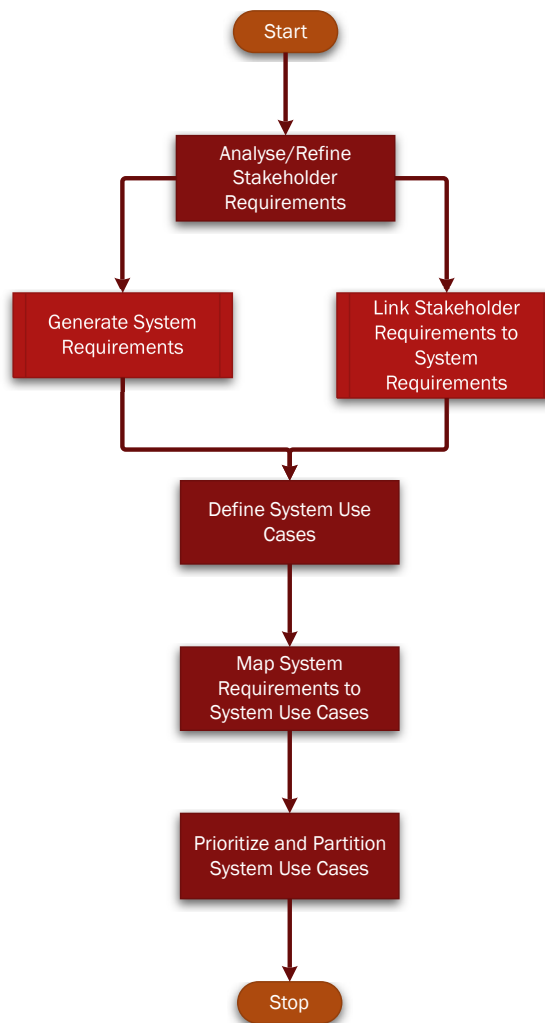 Start
Analyse/Refine
Stakeholder
Requirements
Generate System
Requirements
Link Stakeholder
Requirements to
System
Requirements
Define System Use
Cases
Map System
Requirements to
System Use Cases
Prioritize and Partition
System Use Cases
Stop